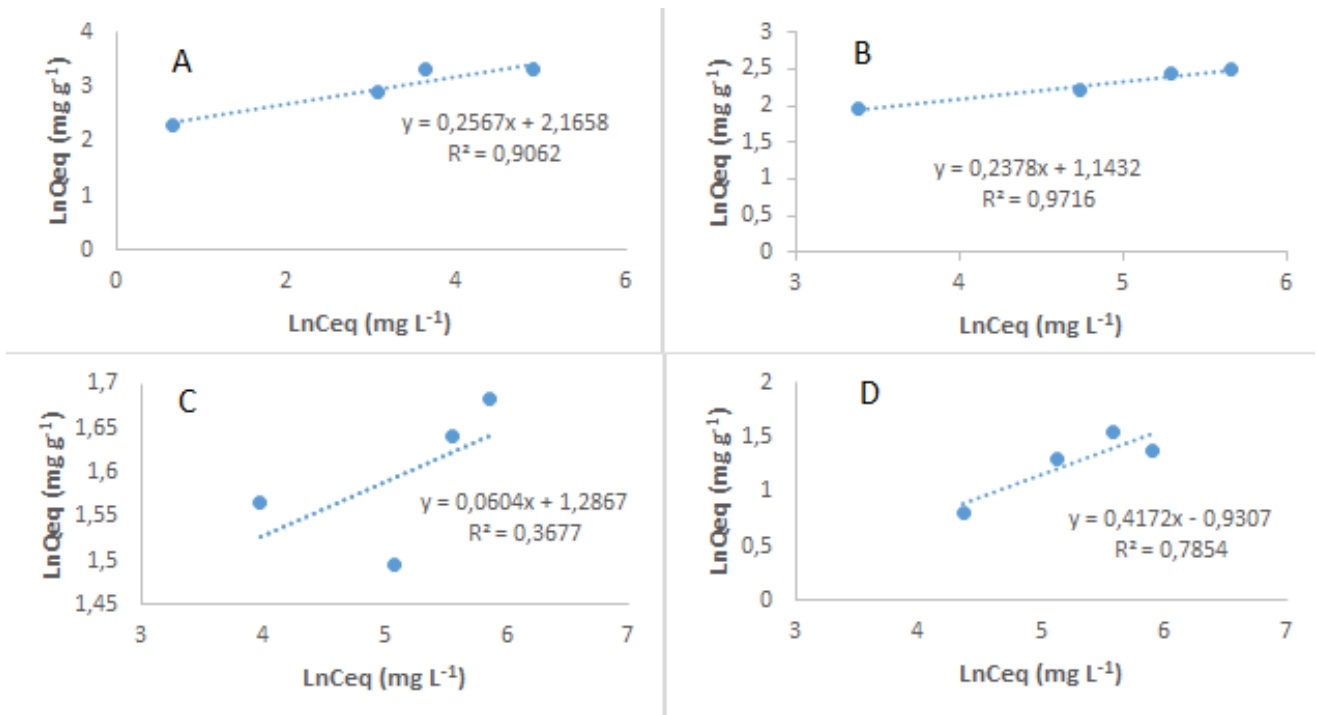 A
LnQeq (mg g⁻¹)
4
3
2
1
0
y = 0,2567x + 2,1658
R² = 0,9062
0 2 4 6
LnCeq (mg L⁻¹)
B
LnQeq (mg g⁻¹)
3
2,5
2
1,5
1
0,5
0
y = 0,2378x + 1,1432
R² = 0,9716
3 4 5 6
LnCeq (mg L⁻¹)
C
LnQeq (mg g⁻¹)
1,7
1,65
1,6
1,55
1,5
1,45
y = 0,0604x + 1,2867
R² = 0,3677
3 4 5 6 7
LnCeq (mg L⁻¹)
D
LnQeq (mg g⁻¹)
2
1,5
1
0,5
0
y = 0,4172x - 0,9307
R² = 0,7854
3 4 5 6 7
LnCeq (mg L⁻¹)